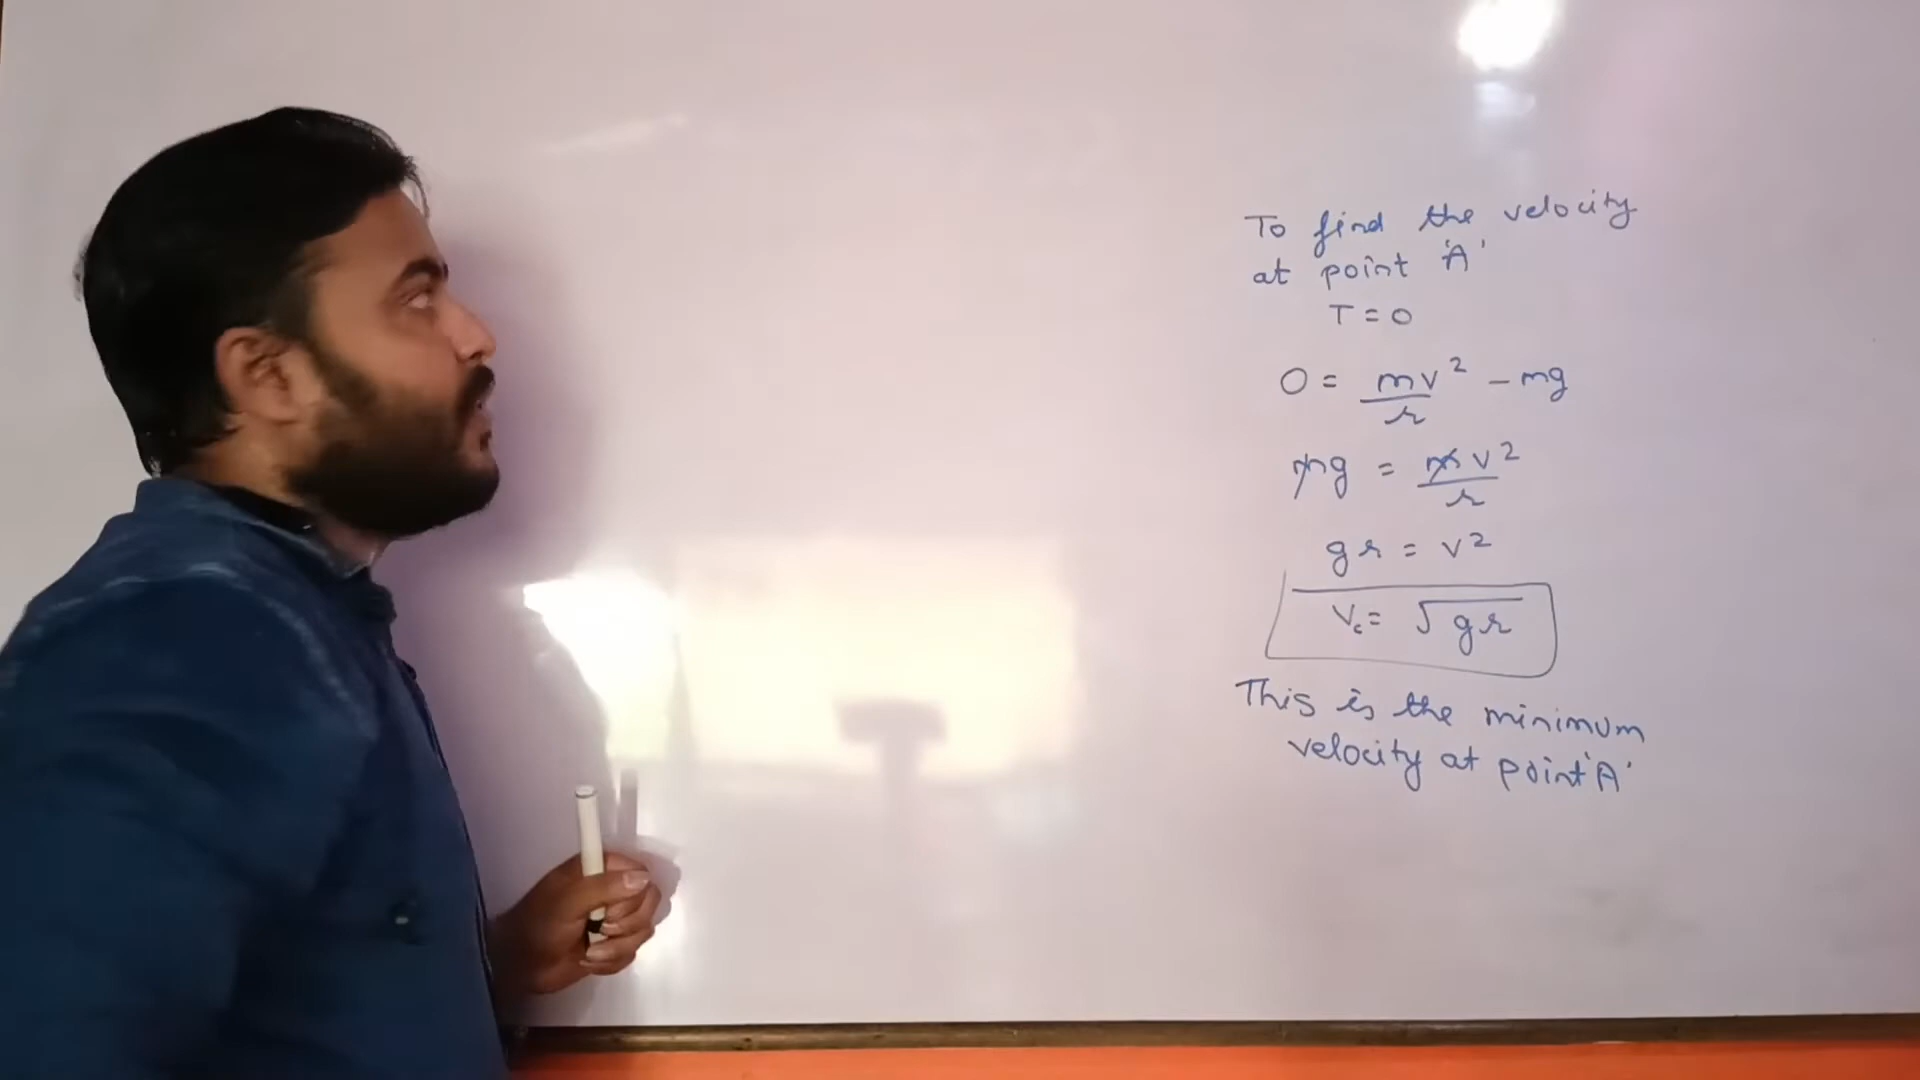 To find the velocity
at point 'A'
T = 0
0 = mv²/r - mg
mg = mv²/r
gr = v²
Vc = √gr
This is the minimum
velocity at point 'A'